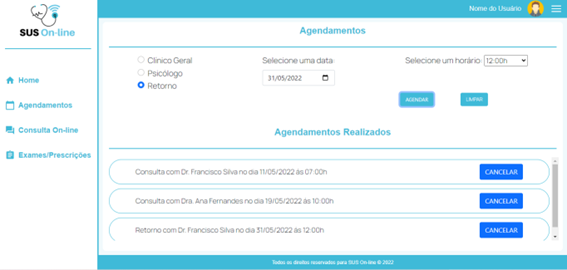 SUS On-line
Nome do Usuário
Home
Agendamentos
Consulta On-line
Exames/Prescrições
Agendamentos
Clínico Geral
Psicólogo
Retorno
Selecione uma data:
31/05/2022
Selecione um horário: 12:00h
AGENDAR
LIMPAR
Agendamentos Realizados
Consulta com Dr. Francisco Silva no dia 11/05/2022 às 07:00h
CANCELAR
Consulta com Dra. Ana Fernandes no dia 19/05/2022 às 10:00h
CANCELAR
Retorno com Dr. Francisco Silva no dia 31/05/2022 às 12:00h
CANCELAR
Todos os direitos reservados para SUS On-line © 2022